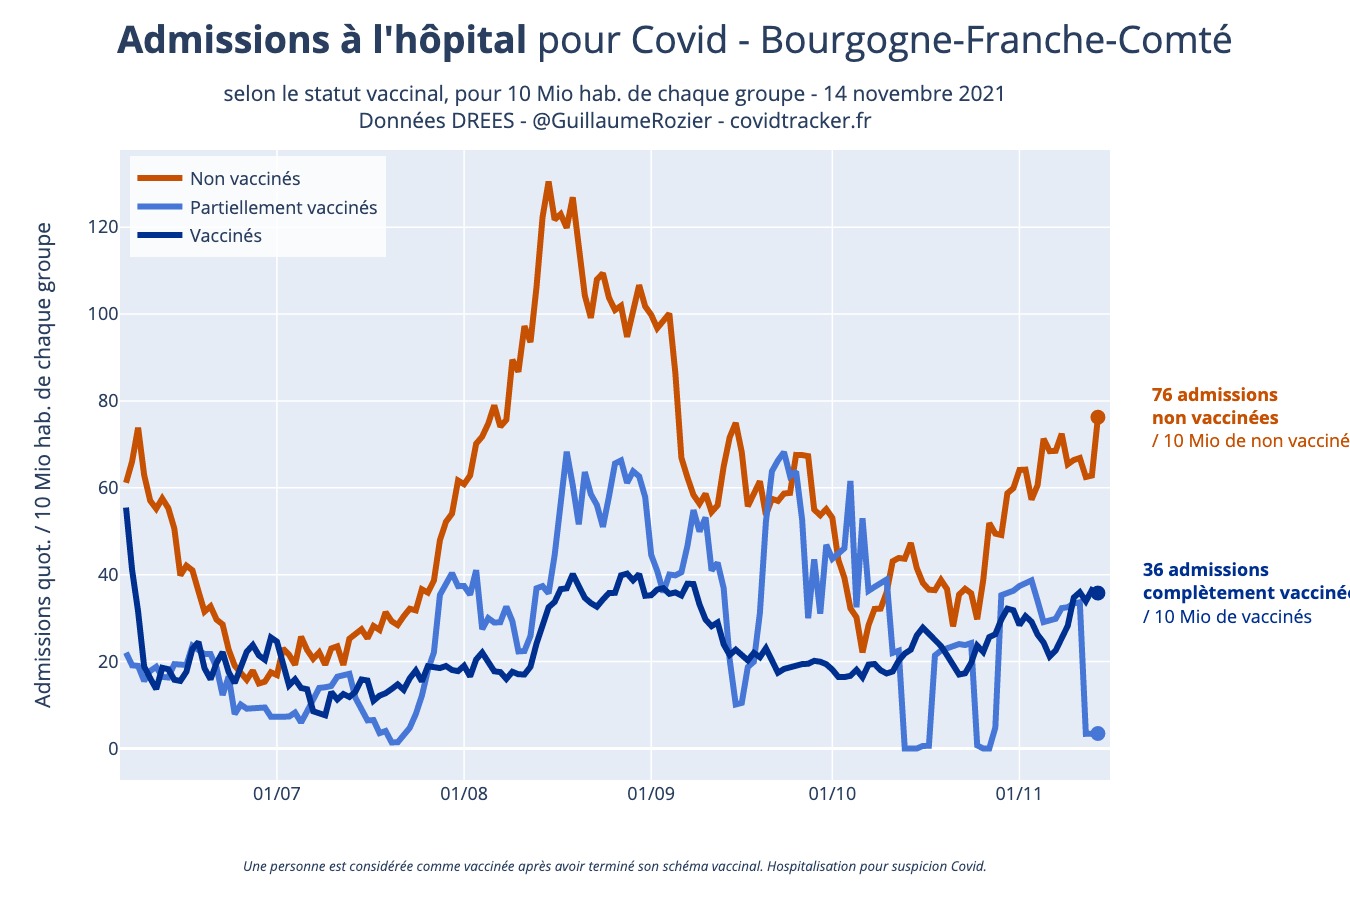 Admissions à l'hôpital pour Covid - Bourgogne-Franche-Comté
selon le statut vaccinal, pour 10 Mio hab. de chaque groupe - 14 novembre 2021
Données DREES - @GuillaumeRozier - covidtracker.fr
Non vaccinés
Partiellement vaccinés
Vaccinés
Admissions quot. / 10 Mio hab. de chaque groupe
120
100
80
60
40
20
0
01/07
01/08
01/09
01/10
01/11
76 admissions
non vaccinées
/ 10 Mio de non vacciné
36 admissions
complètement vacciné
/ 10 Mio de vaccinés
Une personne est considérée comme vaccinée après avoir terminé son schéma vaccinal. Hospitalisation pour suspicion Covid.